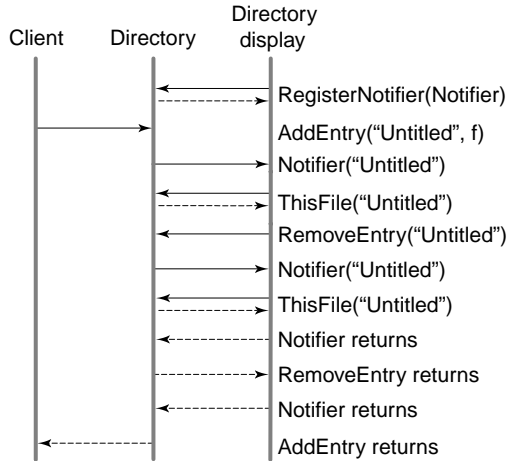 Client
Directory
Directory
display
RegisterNotifier(Notifier)
AddEntry(“Untitled”, f)
Notifier(“Untitled”)
ThisFile(“Untitled”)
RemoveEntry(“Untitled”)
Notifier(“Untitled”)
ThisFile(“Untitled”)
Notifier returns
RemoveEntry returns
Notifier returns
AddEntry returns